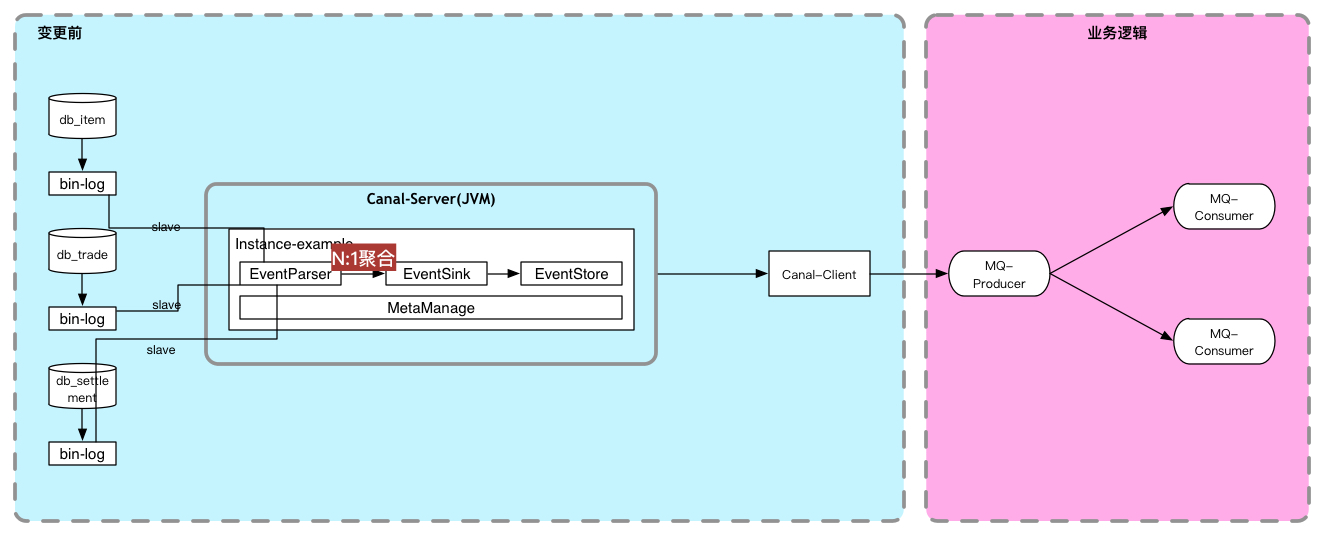 变更前
业务逻辑
db_item
bin-log
slave
db_trade
bin-log
slave
slave
db_settle
ment
bin-log
Canal-Server(JVM)
Instance-example
N:1聚合
EventParser
EventSink
EventStore
MetaManage
Canal-Client
MQ-
Producer
MQ-
Consumer
MQ-
Consumer